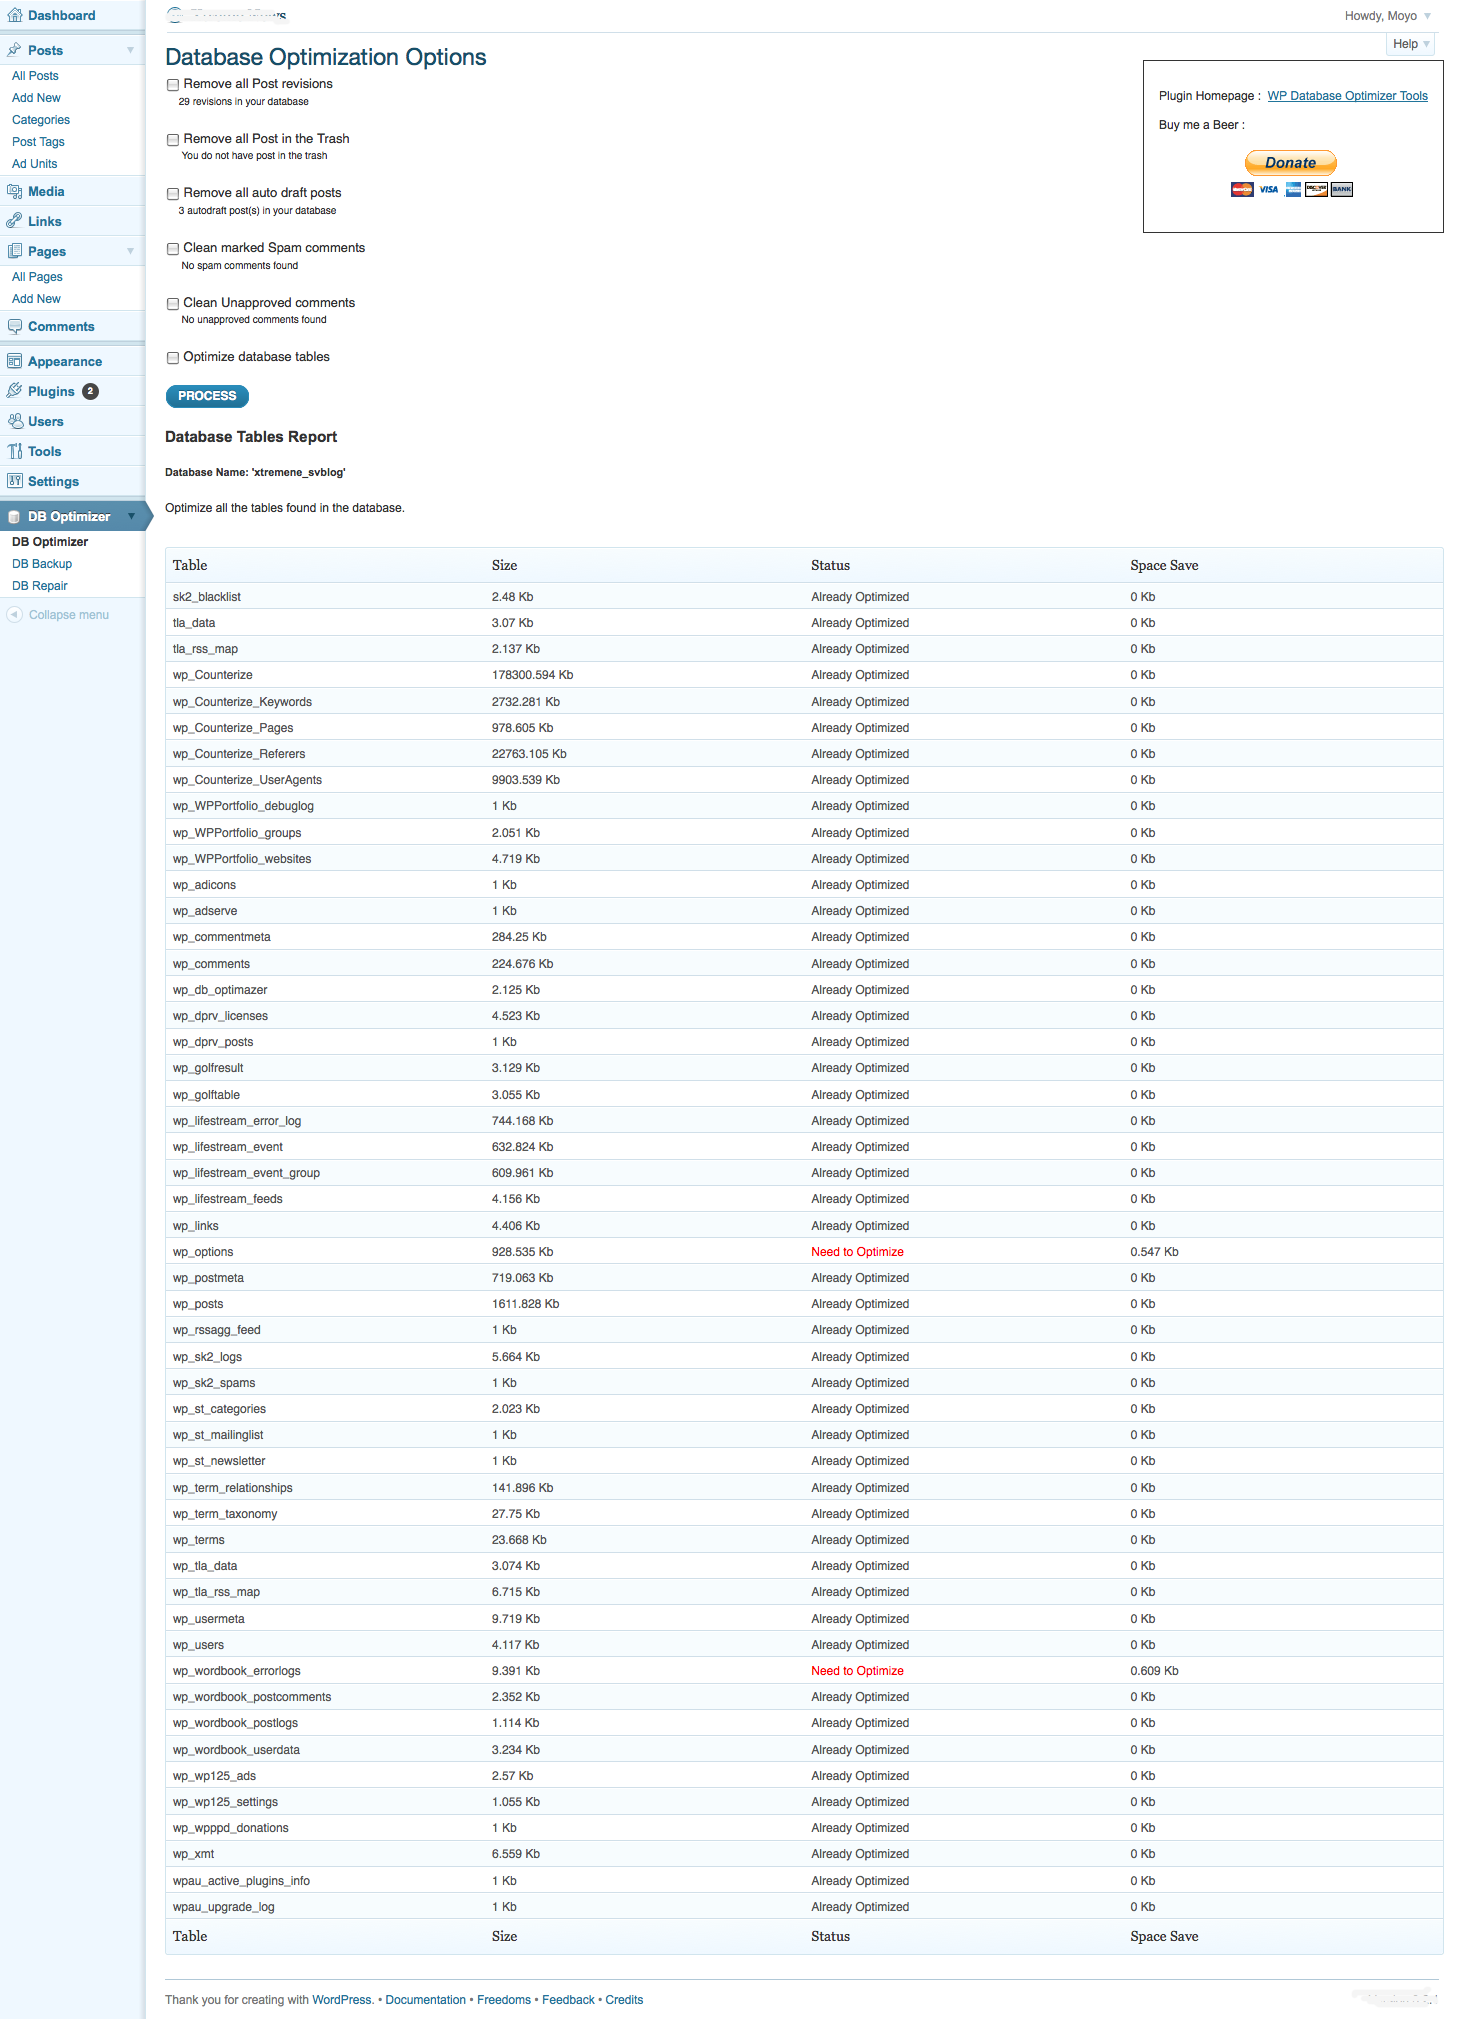 Dashboard
Posts
All Posts
Add New
Categories
Post Tags
Ad Units
Media
Links
Pages
All Pages
Add New
Comments
Appearance
Plugins 2
Users
Tools
Settings
DB Optimizer
DB Optimizer
DB Backup
DB Repair
Collapse menu
Howdy, Moyo
Help
Database Optimization Options
Remove all Post revisions
29 revisions in your database
Remove all Post in the Trash
You do not have post in the trash
Remove all auto draft posts
3 autodraft post(s) in your database
Clean marked Spam comments
No spam comments found
Clean Unapproved comments
No unapproved comments found
Optimize database tables
PROCESS
Plugin Homepage : WP Database Optimizer Tools
Buy me a Beer :
Donate
VISA
BANK
Database Tables Report
Database Name: 'xtremene_svblog'
Optimize all the tables found in the database.
Table Size Status Space Save
sk2_blacklist 2.48 Kb Already Optimized 0 Kb
tla_data 3.07 Kb Already Optimized 0 Kb
tla_rss_map 2.137 Kb Already Optimized 0 Kb
wp_Counterize 178300.594 Kb Already Optimized 0 Kb
wp_Counterize_Keywords 2732.281 Kb Already Optimized 0 Kb
wp_Counterize_Pages 978.605 Kb Already Optimized 0 Kb
wp_Counterize_Referers 22763.105 Kb Already Optimized 0 Kb
wp_Counterize_UserAgents 9903.539 Kb Already Optimized 0 Kb
wp_WPPortfolio_debuglog 1 Kb Already Optimized 0 Kb
wp_WPPortfolio_groups 2.051 Kb Already Optimized 0 Kb
wp_WPPortfolio_websites 4.719 Kb Already Optimized 0 Kb
wp_adicons 1 Kb Already Optimized 0 Kb
wp_adserve 1 Kb Already Optimized 0 Kb
wp_commentmeta 284.25 Kb Already Optimized 0 Kb
wp_comments 224.676 Kb Already Optimized 0 Kb
wp_db_optimazer 2.125 Kb Already Optimized 0 Kb
wp_dprv_licenses 4.523 Kb Already Optimized 0 Kb
wp_dprv_posts 1 Kb Already Optimized 0 Kb
wp_golfresult 3.129 Kb Already Optimized 0 Kb
wp_golftable 3.055 Kb Already Optimized 0 Kb
wp_lifestream_error_log 744.168 Kb Already Optimized 0 Kb
wp_lifestream_event 632.824 Kb Already Optimized 0 Kb
wp_lifestream_event_group 609.961 Kb Already Optimized 0 Kb
wp_lifestream_feeds 4.156 Kb Already Optimized 0 Kb
wp_links 4.406 Kb Already Optimized 0 Kb
wp_options 928.535 Kb Need to Optimize 0.547 Kb
wp_postmeta 719.063 Kb Already Optimized 0 Kb
wp_posts 1611.828 Kb Already Optimized 0 Kb
wp_rssagg_feed 1 Kb Already Optimized 0 Kb
wp_sk2_logs 5.664 Kb Already Optimized 0 Kb
wp_sk2_spams 1 Kb Already Optimized 0 Kb
wp_st_categories 2.023 Kb Already Optimized 0 Kb
wp_st_mailinglist 1 Kb Already Optimized 0 Kb
wp_st_newsletter 1 Kb Already Optimized 0 Kb
wp_term_relationships 141.896 Kb Already Optimized 0 Kb
wp_term_taxonomy 27.75 Kb Already Optimized 0 Kb
wp_terms 23.668 Kb Already Optimized 0 Kb
wp_tla_data 3.074 Kb Already Optimized 0 Kb
wp_tla_rss_map 6.715 Kb Already Optimized 0 Kb
wp_usermeta 9.719 Kb Already Optimized 0 Kb
wp_users 4.117 Kb Already Optimized 0 Kb
wp_wordbook_errorlogs 9.391 Kb Need to Optimize 0.609 Kb
wp_wordbook_postcomments 2.352 Kb Already Optimized 0 Kb
wp_wordbook_postlogs 1.114 Kb Already Optimized 0 Kb
wp_wordbook_userdata 3.234 Kb Already Optimized 0 Kb
wp_wp125_ads 2.57 Kb Already Optimized 0 Kb
wp_wp125_settings 1.055 Kb Already Optimized 0 Kb
wp_wpppd_donations 1 Kb Already Optimized 0 Kb
wp_xmt 6.559 Kb Already Optimized 0 Kb
wpau_active_plugins_info 1 Kb Already Optimized 0 Kb
wpau_upgrade_log 1 Kb Already Optimized 0 Kb
Table Size Status Space Save
Thank you for creating with WordPress. • Documentation • Freedoms • Feedback • Credits